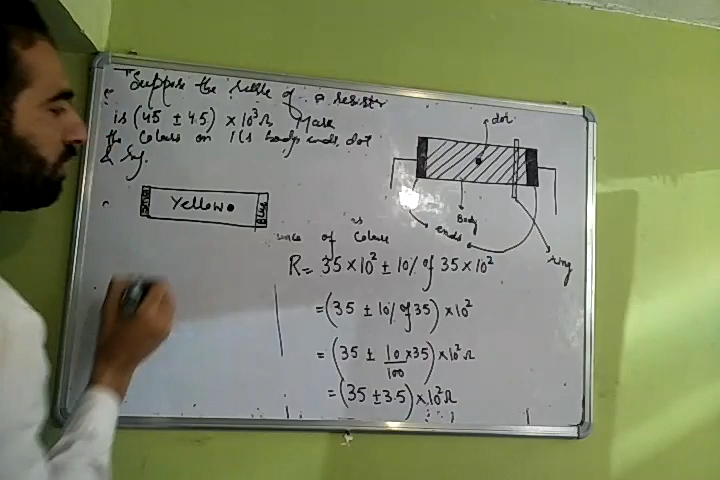 Suppose the value of a resistor
is (45 ± 4.5) × 10³ Ω, Mark
the Colours on its body ends, dot
& ring.
dot
Yellow
Body
ends
ring
of Colour
R = 35 × 10² ± 10% of 35 × 10²
= (35 ± 10% of 35) × 10²
= (35 ± 10/100 × 35) × 10² Ω
= (35 ± 3.5) × 10² Ω